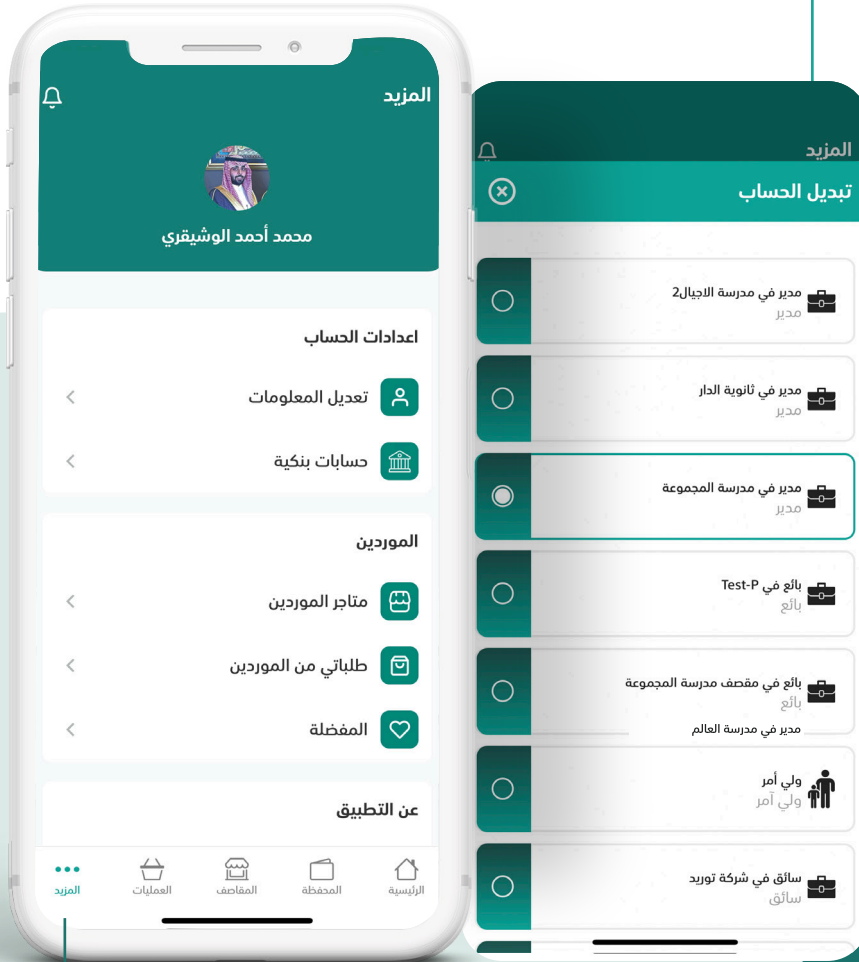 المزيد
محمد أحمد الوشيقري
اعدادات الحساب
تعديل المعلومات
حسابات بنكية
الموردين
متاجر الموردين
طلباتي من الموردين
المفضلة
عن التطبيق
الرئيسية
المحفظة
المقاصف
العمليات
المزيد
المزيد
تبديل الحساب
مدير في مدرسة الاجيال2
مدير
مدير في ثانوية الدار
مدير
مدير في مدرسة المجموعة
مدير
بائع في Test-P
بائع
بائع في مقصف مدرسة المجموعة
بائع
مدير في مدرسة العالم
ولي أمر
ولي آمر
سائق في شركة توريد
سائق